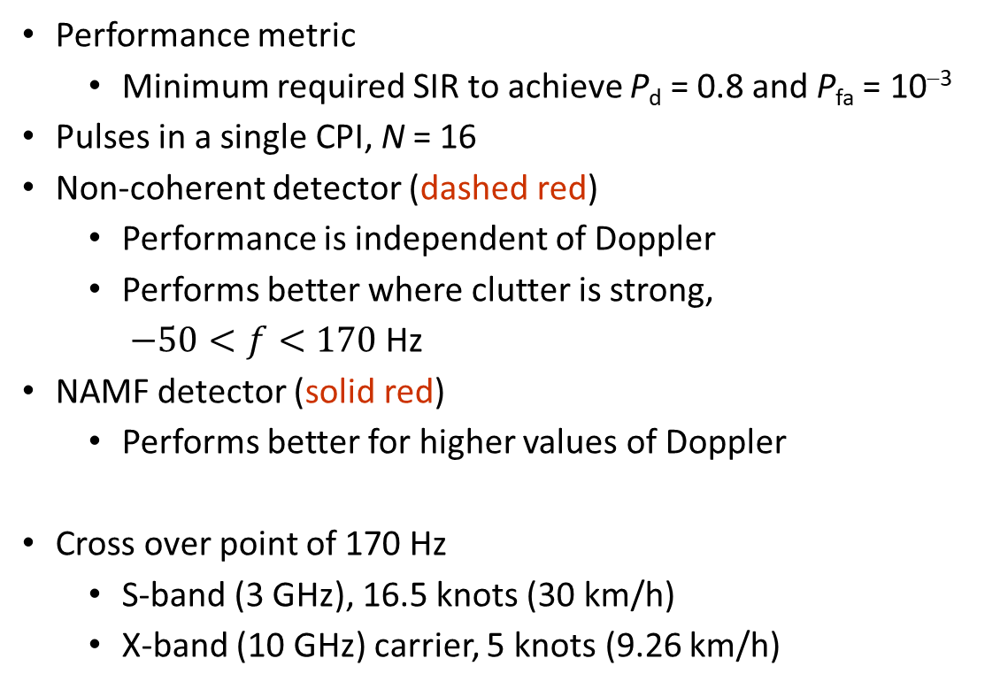 • Performance metric
• Minimum required SIR to achieve Pd = 0.8 and Pfa = 10⁻³
• Pulses in a single CPI, N = 16
• Non-coherent detector (dashed red)
• Performance is independent of Doppler
• Performs better where clutter is strong,
−50 < f < 170 Hz
• NAMF detector (solid red)
• Performs better for higher values of Doppler
• Cross over point of 170 Hz
• S-band (3 GHz), 16.5 knots (30 km/h)
• X-band (10 GHz) carrier, 5 knots (9.26 km/h)